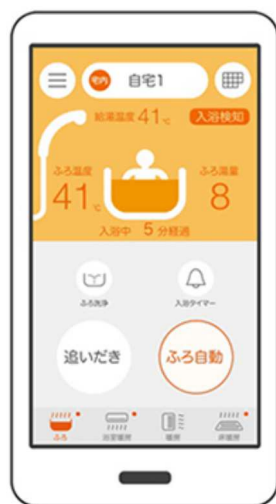 宅内 自宅1
給湯温度 41℃ 入浴検知
ふろ温度 ふろ湯量
41℃ 8
入浴中 5分経過
ふろ洗浄 入浴タイマー
追いだき ふろ自動
ふろ 浴室暖房 暖房 床暖房